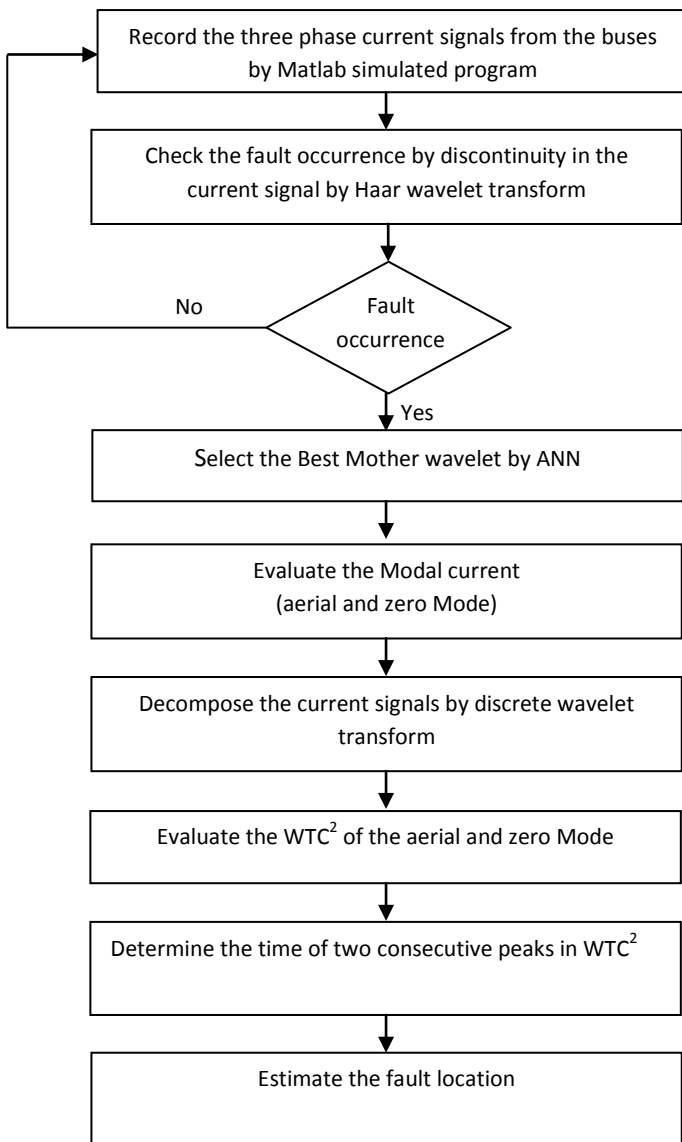 Record the three phase current signals from the buses
by Matlab simulated program
Check the fault occurrence by discontinuity in the
current signal by Haar wavelet transform
No
Fault
occurrence
Yes
Select the Best Mother wavelet by ANN
Evaluate the Modal current
(aerial and zero Mode)
Decompose the current signals by discrete wavelet
transform
Evaluate the WTC² of the aerial and zero Mode
Determine the time of two consecutive peaks in WTC²
Estimate the fault location